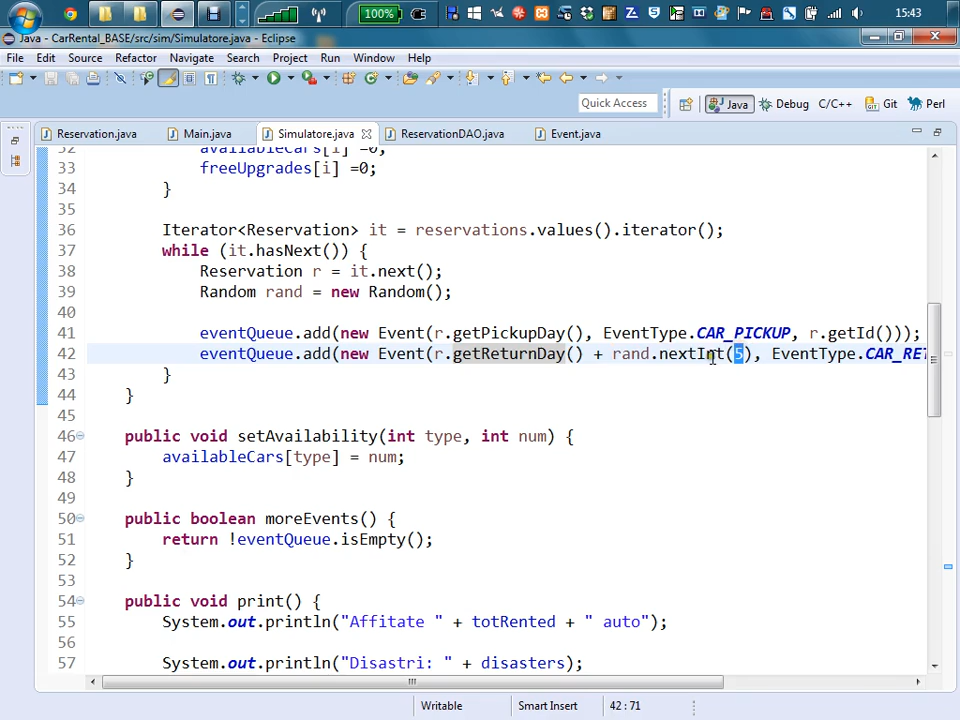 100%
15:43
Java - CarRental_BASE/src/sim/Simulatore.java - Eclipse
File Edit Source Refactor Navigate Search Project Run Window Help
Quick Access Java Debug C/C++ Git Perl
Reservation.java Main.java Simulatore.java ReservationDAO.java Event.java
32 availableCars[i] =0;
33 freeUpgrades[i] =0;
34 }
35
36 Iterator<Reservation> it = reservations.values().iterator();
37 while (it.hasNext()) {
38 Reservation r = it.next();
39 Random rand = new Random();
40
41 eventQueue.add(new Event(r.getPickupDay(), EventType.CAR_PICKUP, r.getId()));
42 eventQueue.add(new Event(r.getReturnDay() + rand.nextInt(5), EventType.CAR_RET
43 }
44 }
45
46 public void setAvailability(int type, int num) {
47 availableCars[type] = num;
48 }
49
50 public boolean moreEvents() {
51 return !eventQueue.isEmpty();
52 }
53
54 public void print() {
55 System.out.println("Affitate " + totRented + " auto");
56
57 System.out.println("Disastri: " + disasters);
Writable Smart Insert 42 : 71